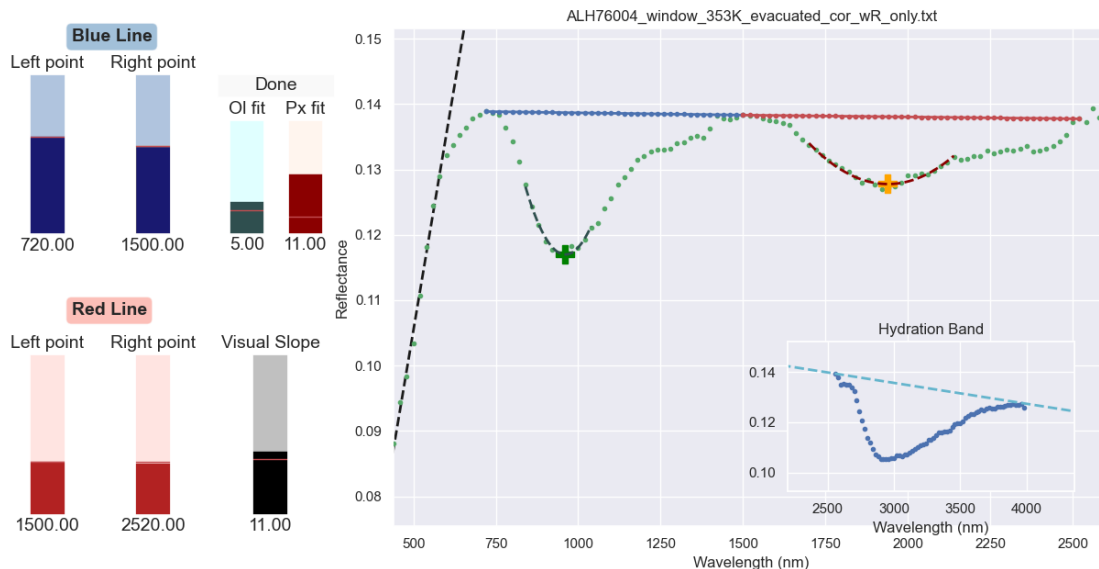 Blue Line
Left point
Right point
720.00
1500.00
Done
Ol fit
Px fit
5.00
11.00
Red Line
Left point
Right point
Visual Slope
1500.00
2520.00
11.00
ALH76004_window_353K_evacuated_cor_wR_only.txt
0.15
0.14
0.13
0.12
0.11
0.10
0.09
0.08
Reflectance
500
750
1000
1250
1500
1750
2000
2250
2500
Wavelength (nm)
Hydration Band
0.14
0.12
0.10
2500
3000
3500
4000
Wavelength (nm)